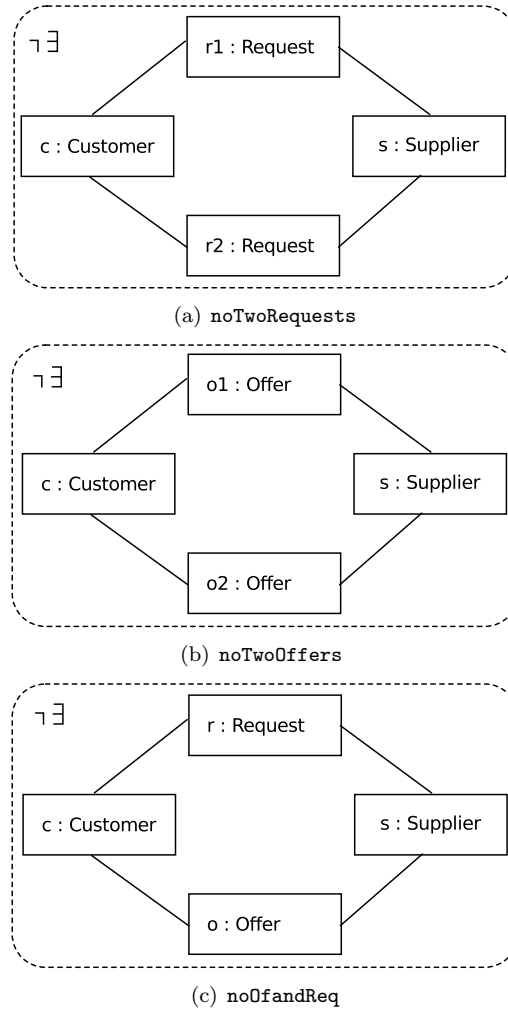 ¬∃
r1 : Request
c : Customer
s : Supplier
r2 : Request
(a) noTwoRequests
¬∃
o1 : Offer
c : Customer
s : Supplier
o2 : Offer
(b) noTwoOffers
¬∃
r : Request
c : Customer
s : Supplier
o : Offer
(c) noOfandReq